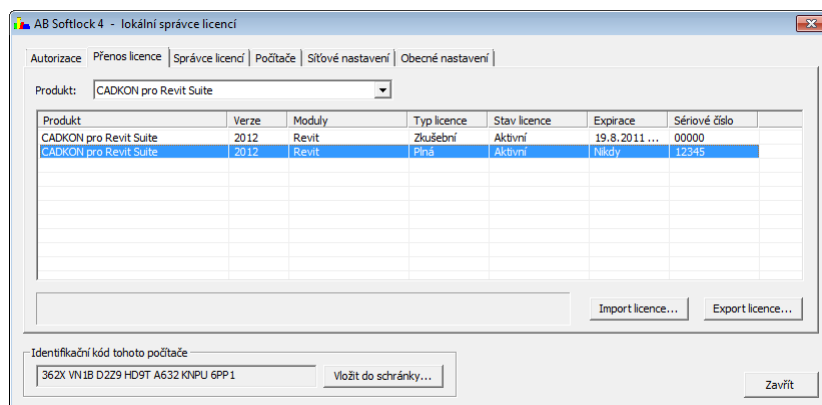 AB Softlock 4 - lokální správce licencí
Autorizace Přenos licence Správce licencí Počítače Síťové nastavení Obecné nastavení
Produkt: CADKON pro Revit Suite
Produkt Verze Moduly Typ licence Stav licence Expirace Sériové číslo
CADKON pro Revit Suite 2012 Revit Zkušební Aktivní 19.8.2011 ... 00000
CADKON pro Revit Suite 2012 Revit Plná Aktivní Nikdy 12345
Import licence... Export licence...
Identifikační kód tohoto počítače
362X VN1B D2Z9 HD9T A632 KNPU 6PP1 Vložit do schránky...
Zavřít